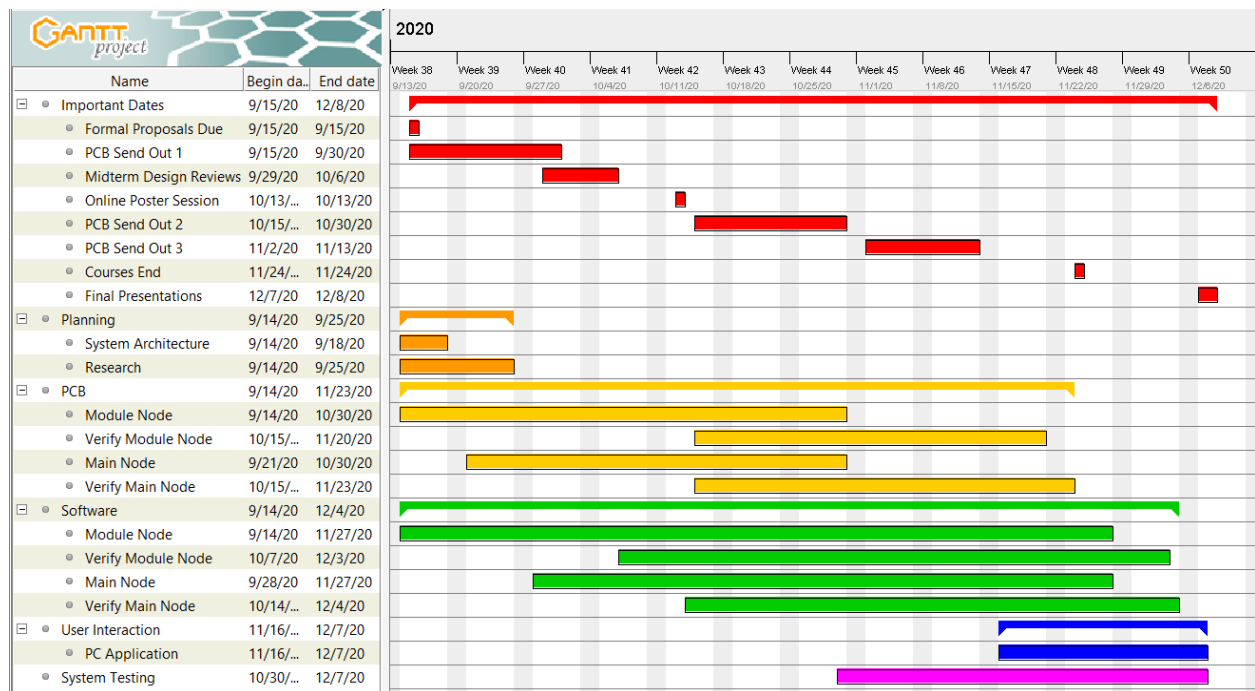 GANTT
project
2020
Week 38 Week 39 Week 40 Week 41 Week 42 Week 43 Week 44 Week 45 Week 46 Week 47 Week 48 Week 49 Week 50
9/13/20 9/20/20 9/27/20 10/4/20 10/11/20 10/18/20 10/25/20 11/1/20 11/8/20 11/15/20 11/22/20 11/29/20 12/6/20
Name Begin da.. End date
Important Dates 9/15/20 12/8/20
Formal Proposals Due 9/15/20 9/15/20
PCB Send Out 1 9/15/20 9/30/20
Midterm Design Reviews 9/29/20 10/6/20
Online Poster Session 10/13/... 10/13/20
PCB Send Out 2 10/15/... 10/30/20
PCB Send Out 3 11/2/20 11/13/20
Courses End 11/24/... 11/24/20
Final Presentations 12/7/20 12/8/20
Planning 9/14/20 9/25/20
System Architecture 9/14/20 9/18/20
Research 9/14/20 9/25/20
PCB 9/14/20 11/23/20
Module Node 9/14/20 10/30/20
Verify Module Node 10/15/... 11/20/20
Main Node 9/21/20 10/30/20
Verify Main Node 10/15/... 11/23/20
Software 9/14/20 12/4/20
Module Node 9/14/20 11/27/20
Verify Module Node 10/7/20 12/3/20
Main Node 9/28/20 11/27/20
Verify Main Node 10/14/... 12/4/20
User Interaction 11/16/... 12/7/20
PC Application 11/16/... 12/7/20
System Testing 10/30/... 12/7/20